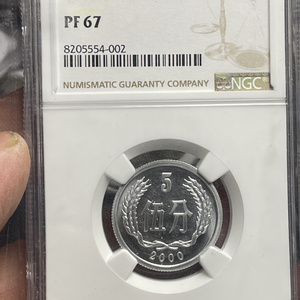 PF 67
8205554-002
NUMISMATIC GUARANTY COMPANY
NGC
5
伍分
2000